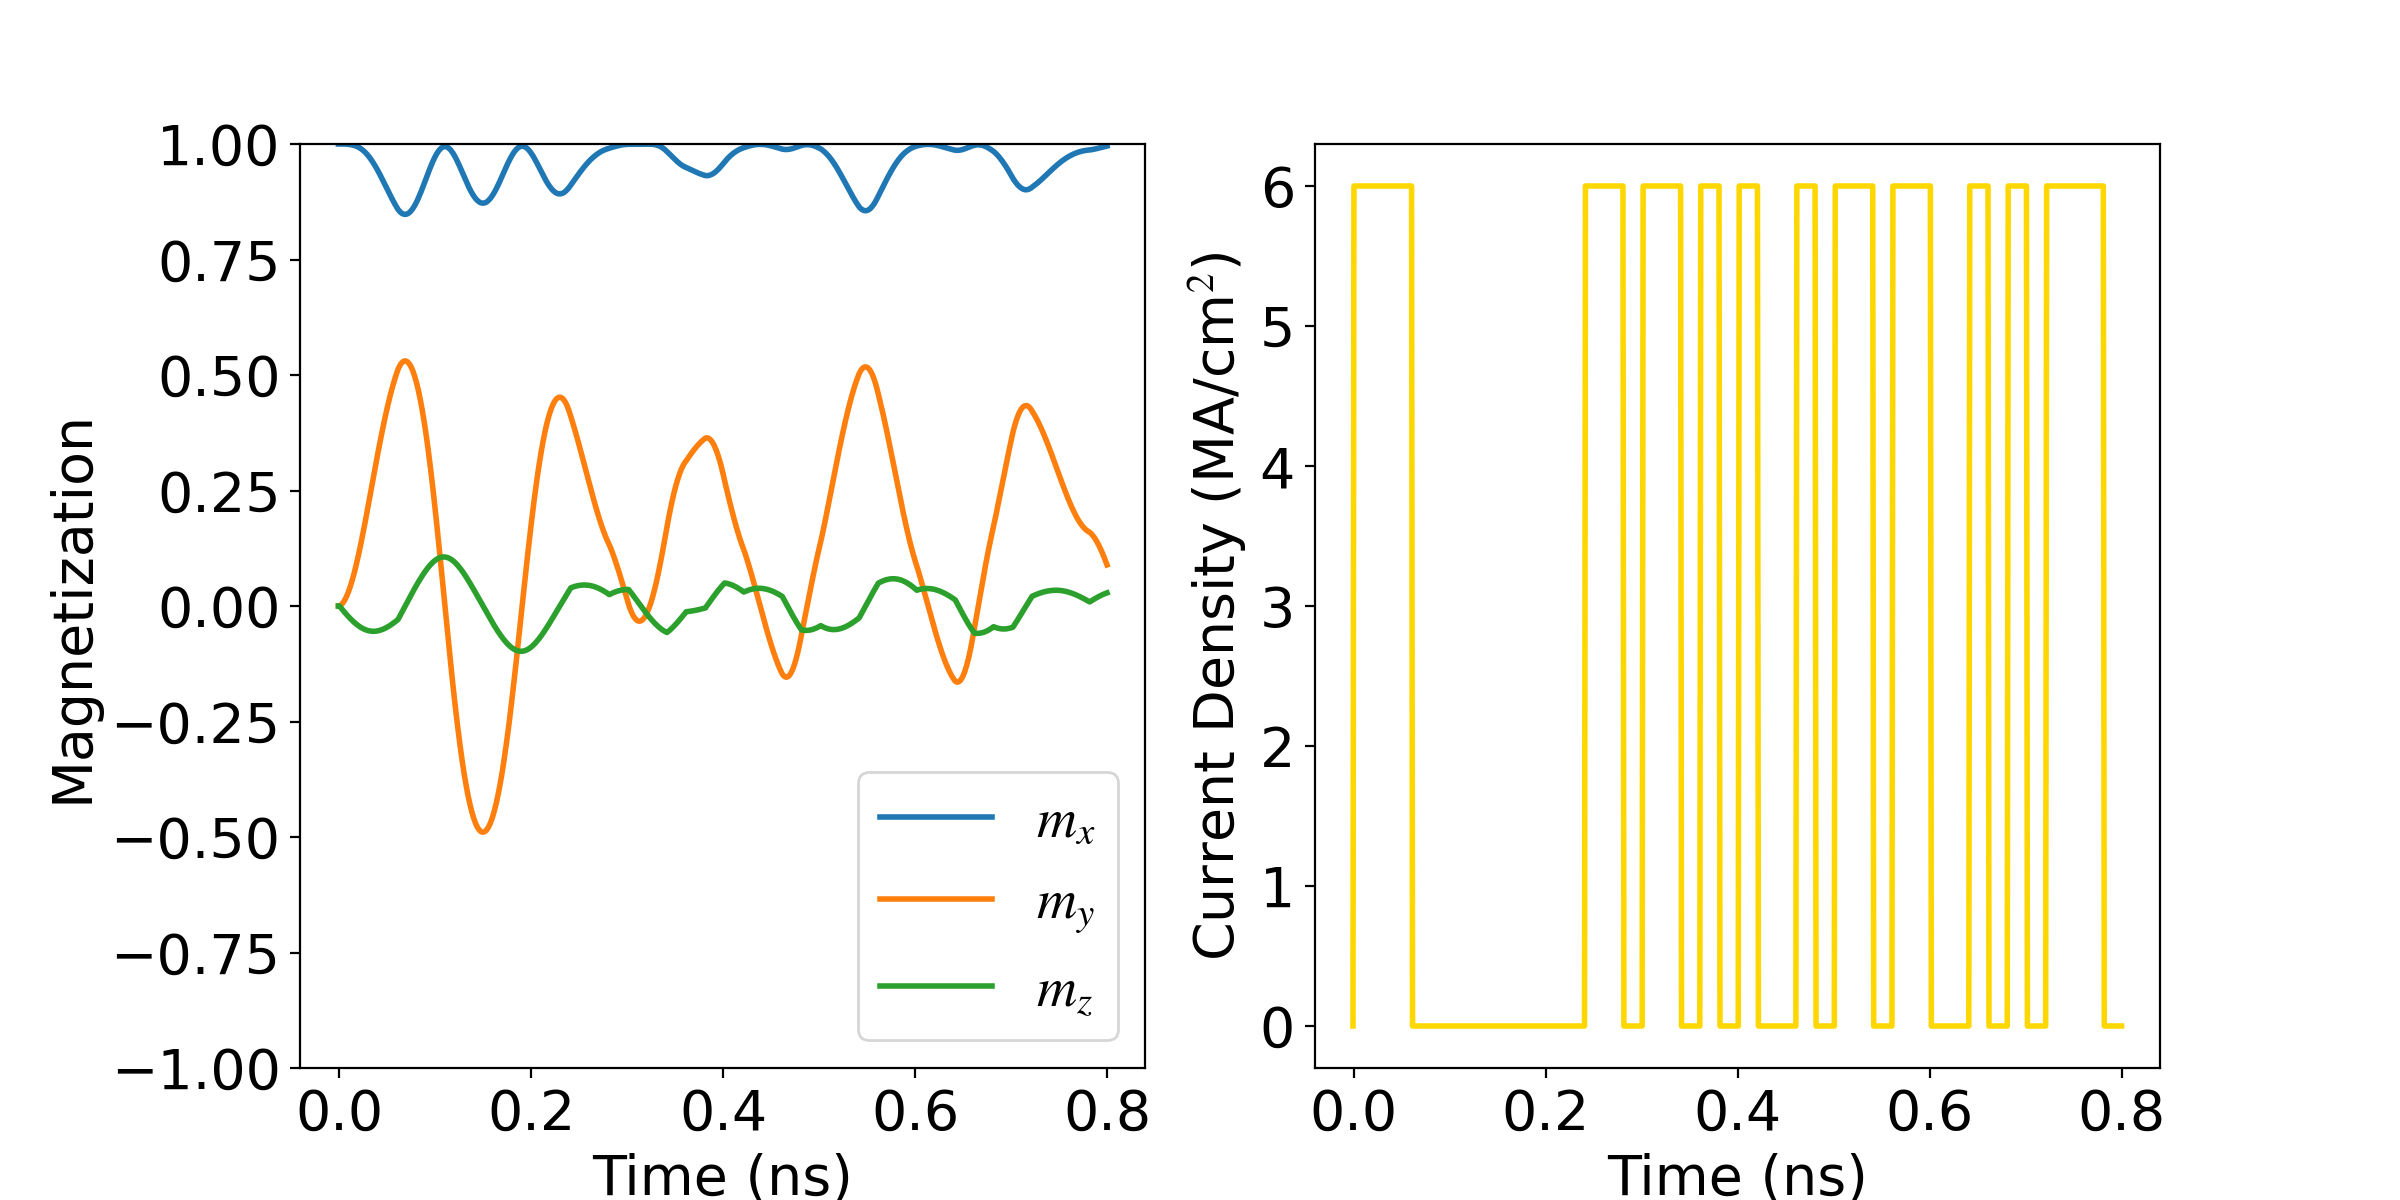 1.00
0.75
0.50
0.25
0.00
−0.25
−0.50
−0.75
−1.00
Magnetization
0.0 0.2 0.4 0.6 0.8
Time (ns)
m_x
m_y
m_z
6
5
4
3
2
1
0
Current Density (MA/cm²)
0.0 0.2 0.4 0.6 0.8
Time (ns)